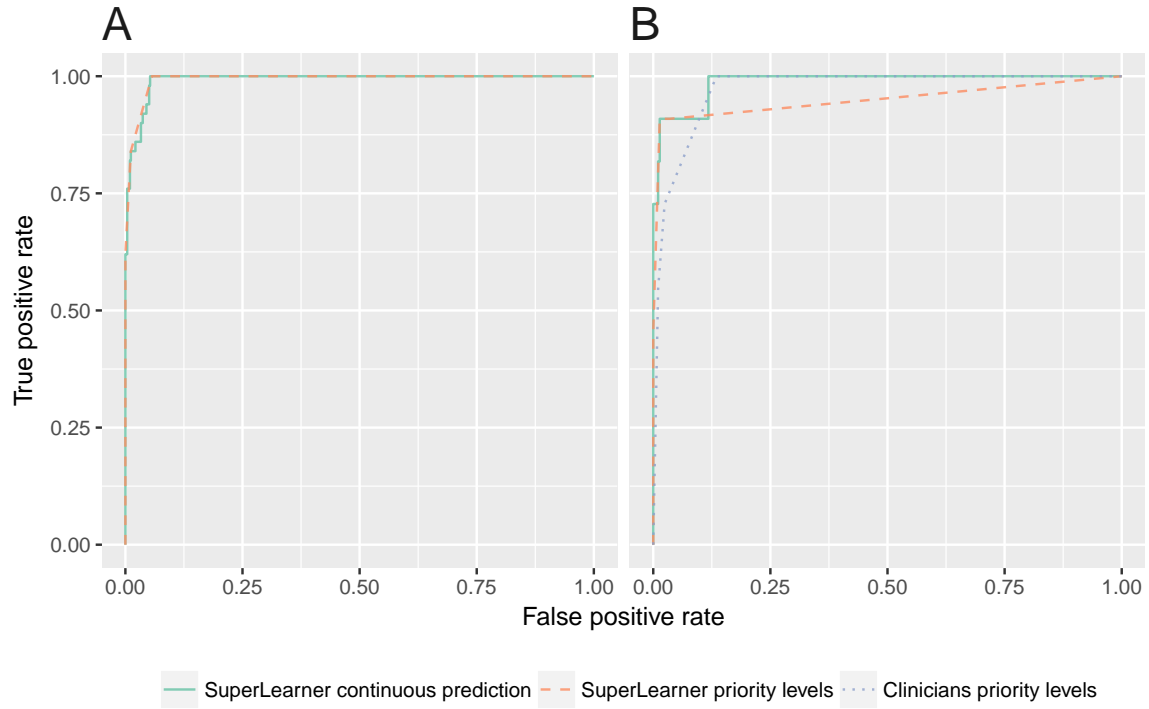 A
B
True positive rate
1.00
0.75
0.50
0.25
0.00
0.00 0.25 0.50 0.75 1.00
0.00 0.25 0.50 0.75 1.00
False positive rate
SuperLearner continuous prediction SuperLearner priority levels Clinicians priority levels